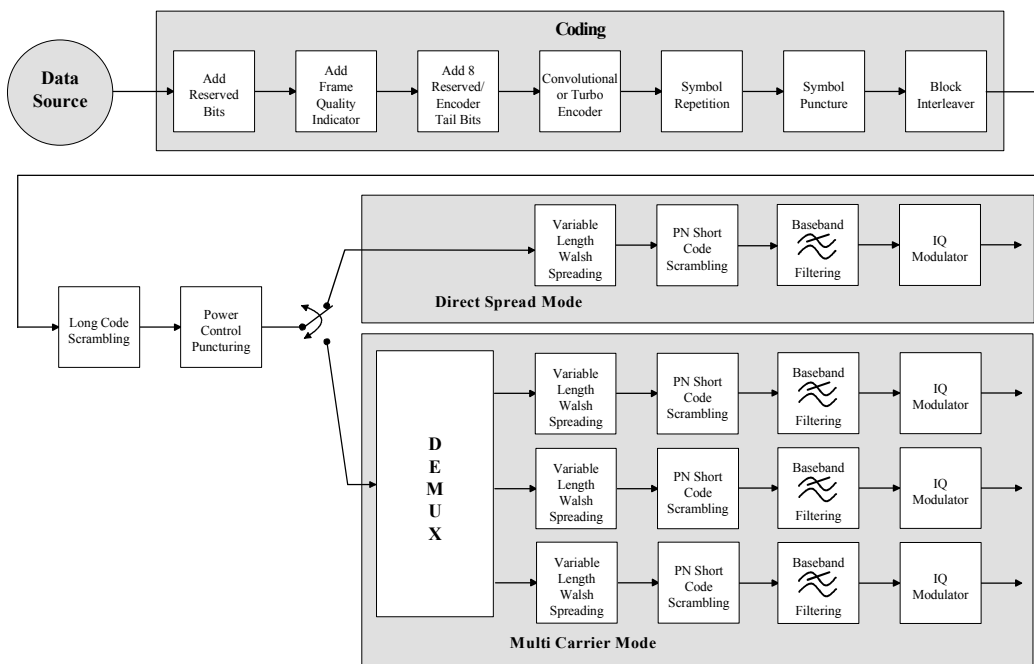 Coding
Data
Source
Add
Reserved
Bits
Add
Frame
Quality
Indicator
Add 8
Reserved/
Encoder
Tail Bits
Convolutional
or Turbo
Encoder
Symbol
Repetition
Symbol
Puncture
Block
Interleaver
Long Code
Scrambling
Power
Control
Puncturing
Variable
Length
Walsh
Spreading
PN Short
Code
Scrambling
Baseband
Filtering
IQ
Modulator
Direct Spread Mode
D
E
M
U
X
Variable
Length
Walsh
Spreading
PN Short
Code
Scrambling
Baseband
Filtering
IQ
Modulator
Variable
Length
Walsh
Spreading
PN Short
Code
Scrambling
Baseband
Filtering
IQ
Modulator
Variable
Length
Walsh
Spreading
PN Short
Code
Scrambling
Baseband
Filtering
IQ
Modulator
Multi Carrier Mode